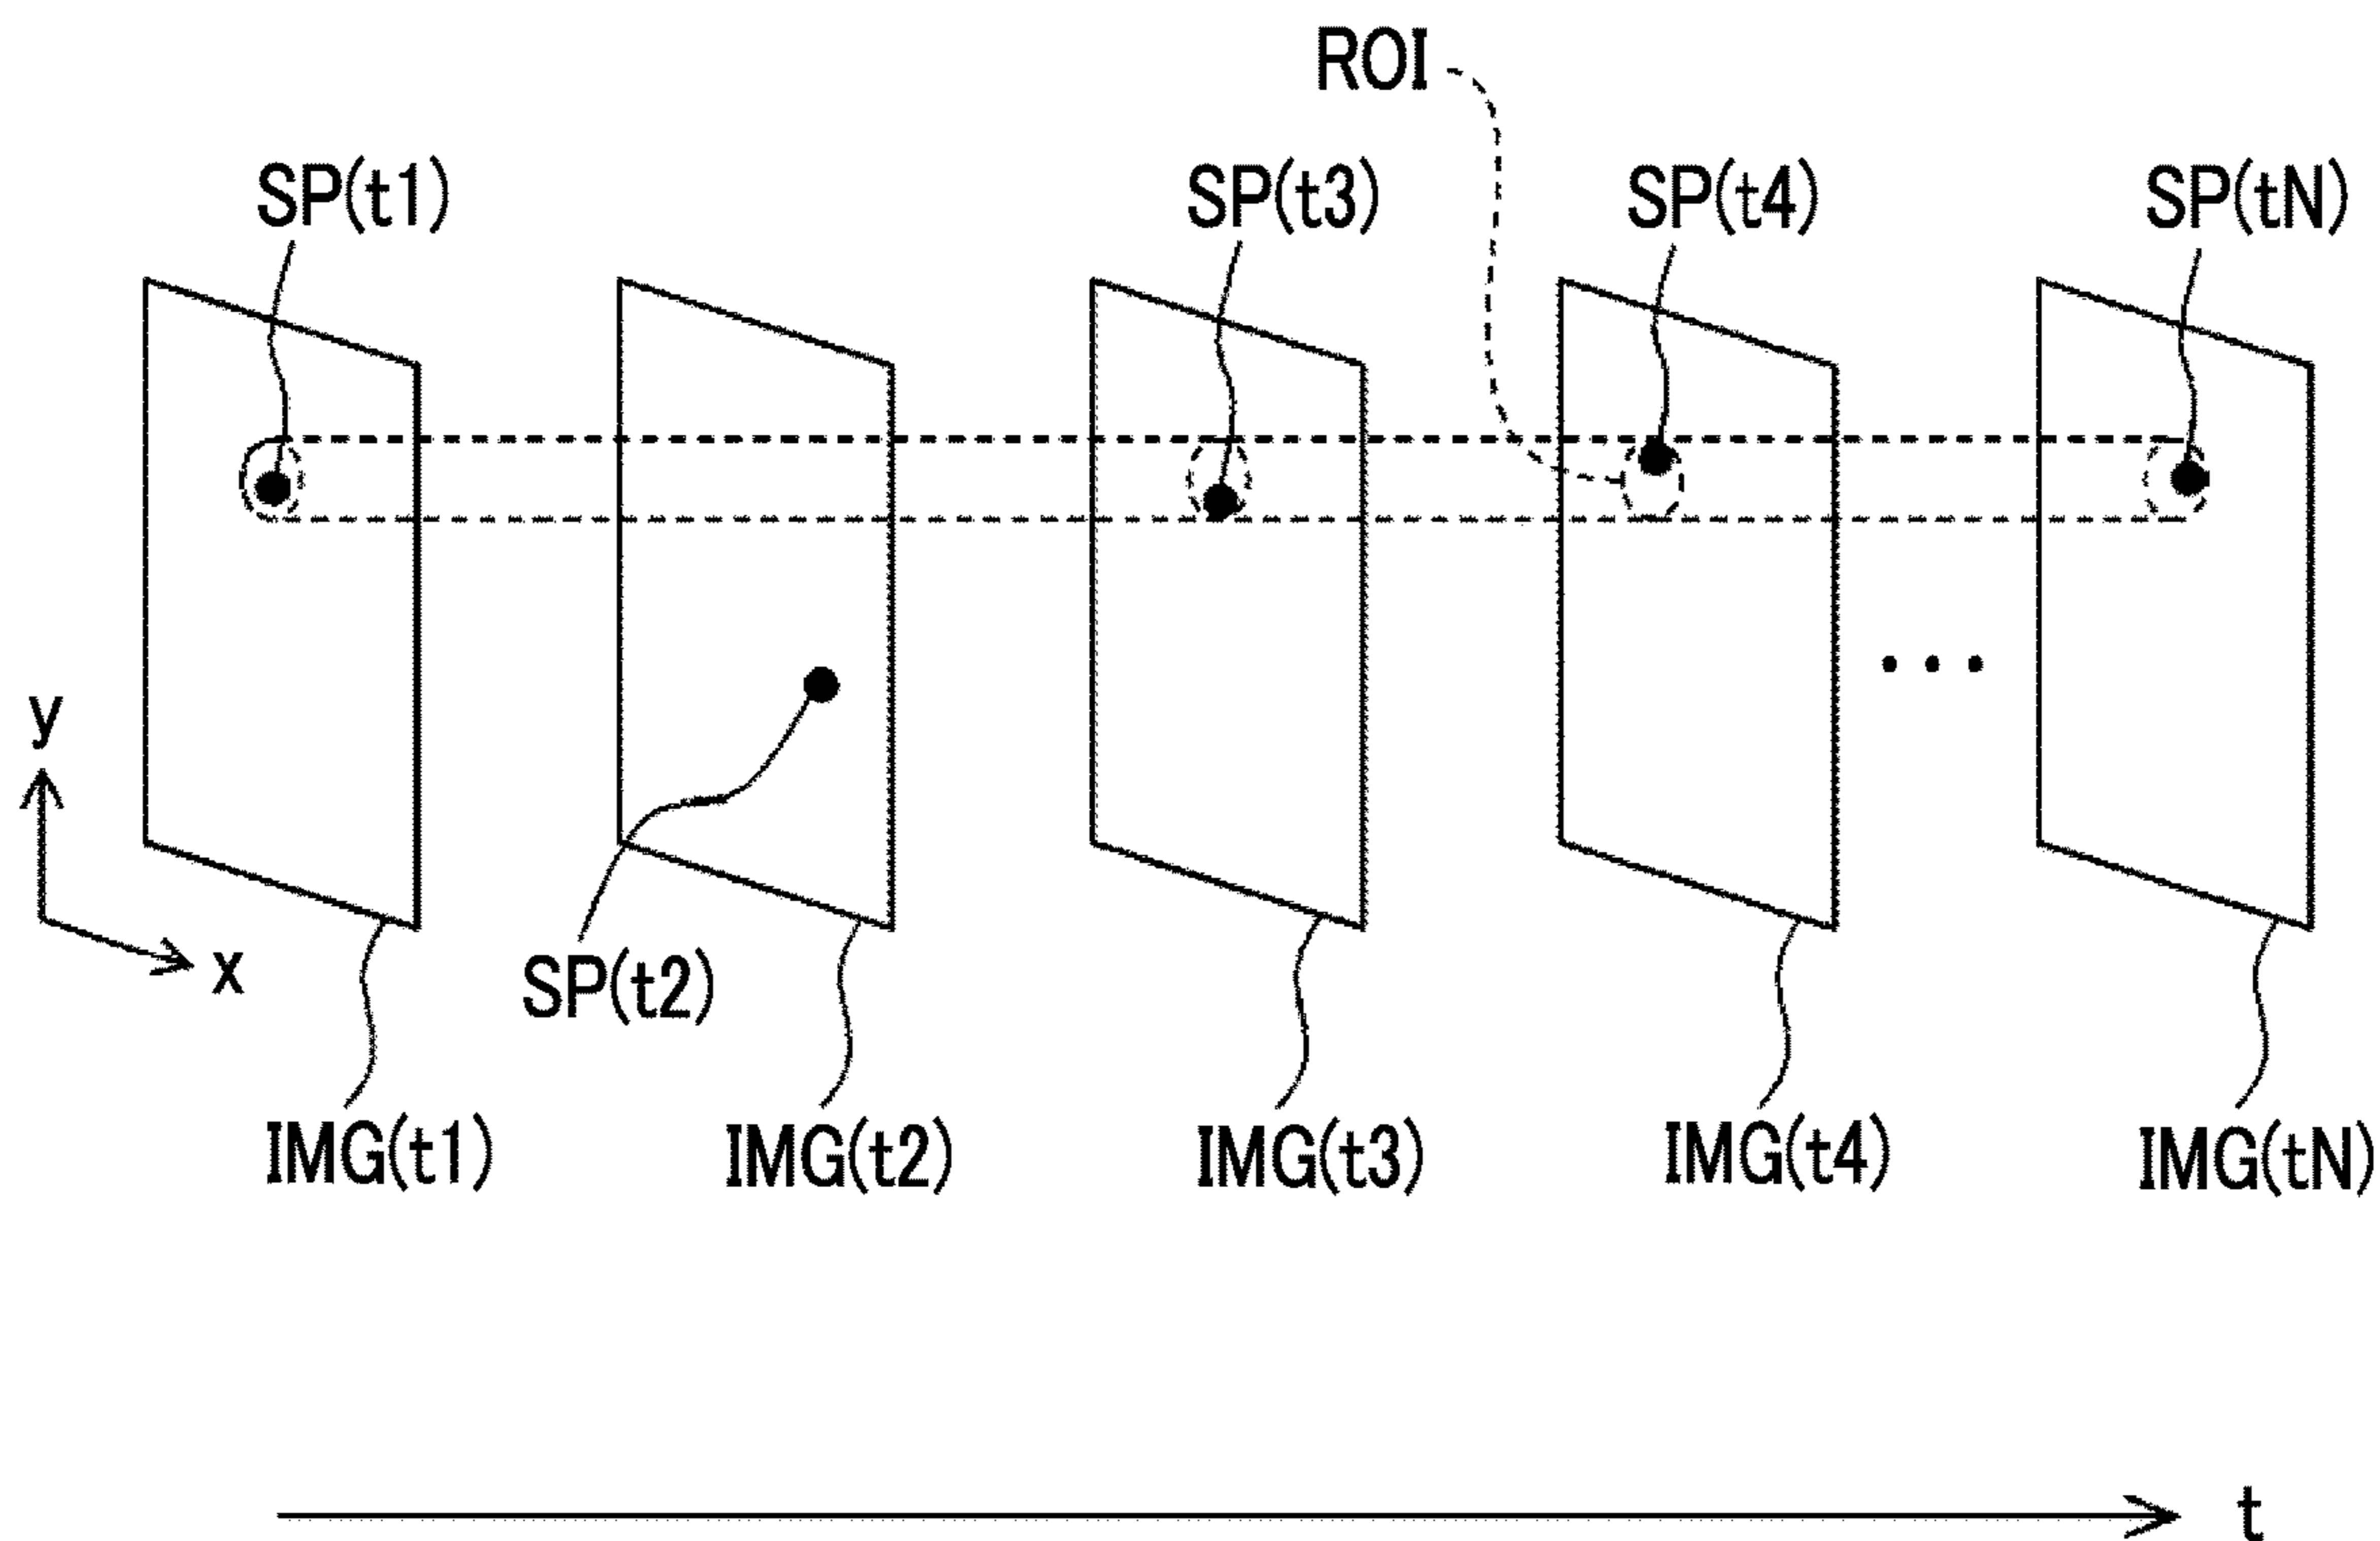 ROI
SP(t1)
SP(t3)
SP(t4)
SP(tN)
y
x
SP(t2)
IMG(t1)
IMG(t2)
IMG(t3)
IMG(t4)
IMG(tN)
t